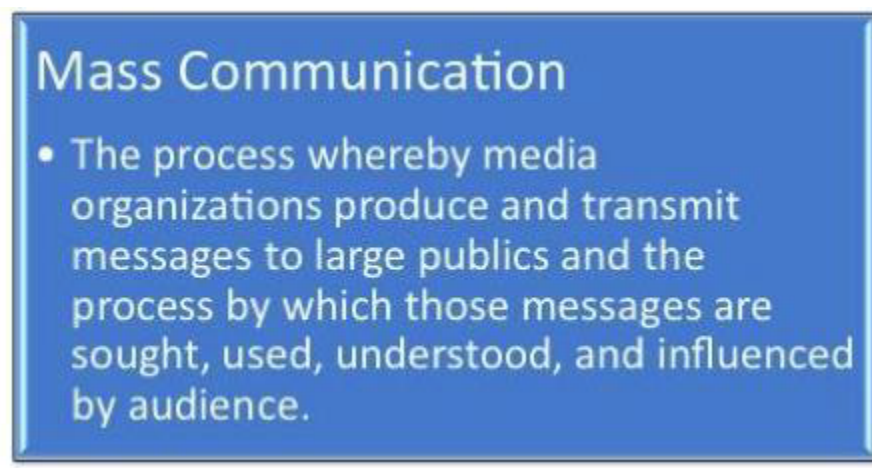 Mass Communication
• The process whereby media
organizations produce and transmit
messages to large publics and the
process by which those messages are
sought, used, understood, and influenced
by audience.